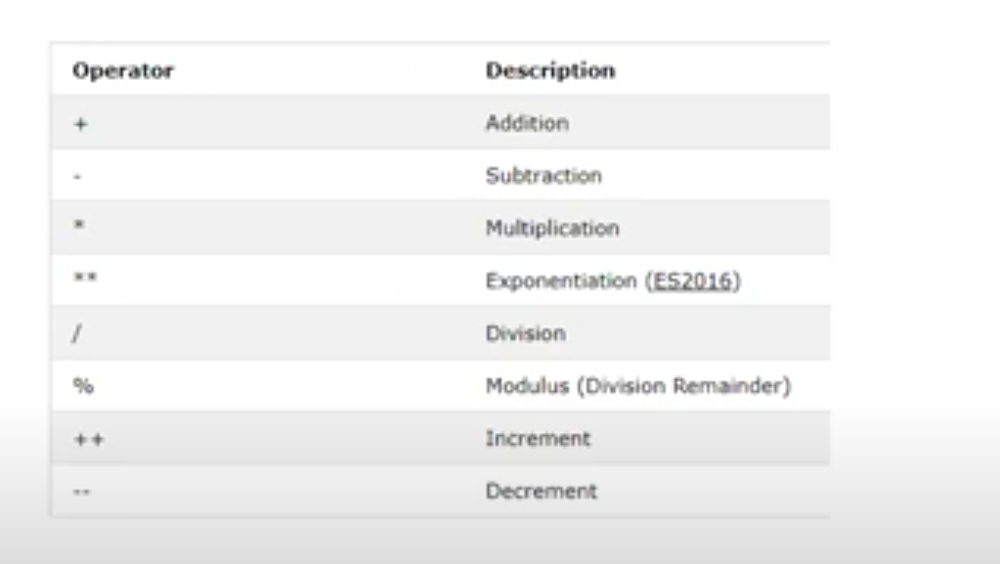 Operator Description
+ Addition
- Subtraction
* Multiplication
** Exponentiation (ES2016)
/ Division
% Modulus (Division Remainder)
++ Increment
-- Decrement